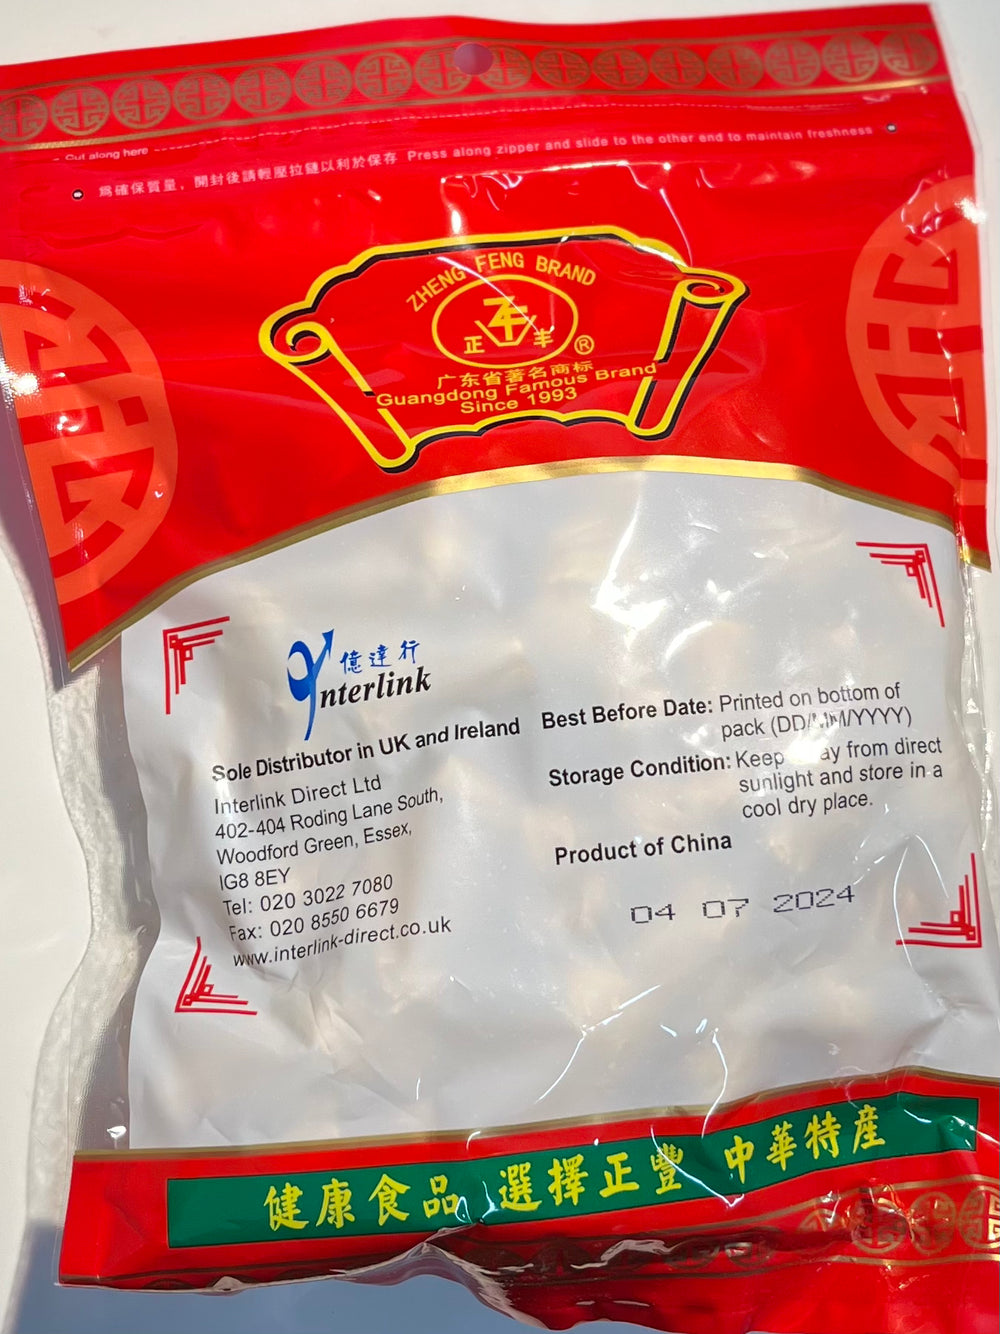 Cut along here
爲確保質量，開封後請輕壓拉鏈以利於保存 Press along zipper and slide to the other end to maintain freshness
ZHENG FENG BRAND
正 丰 ®
广东省著名商标
Guangdong Famous Brand
Since 1993
億達行
Interlink
Sole Distributor in UK and Ireland
Interlink Direct Ltd
402-404 Roding Lane South,
Woodford Green, Essex,
IG8 8EY
Tel: 020 3022 7080
Fax: 020 8550 6679
www.interlink-direct.co.uk
Best Before Date: Printed on bottom of
pack (DD/MM/YYYY)
Storage Condition: Keep away from direct
sunlight and store in a
cool dry place.
Product of China
04 07 2024
健康食品 選擇正豐 中華特産